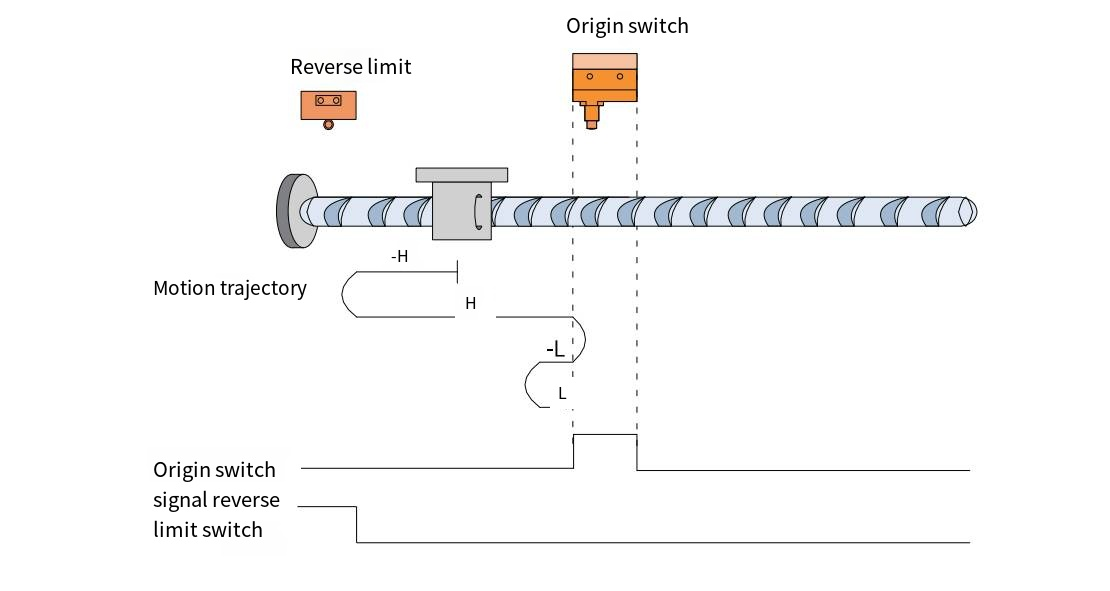 Origin switch
Reverse limit
-H
Motion trajectory
H
-L
L
Origin switch
signal reverse
limit switch